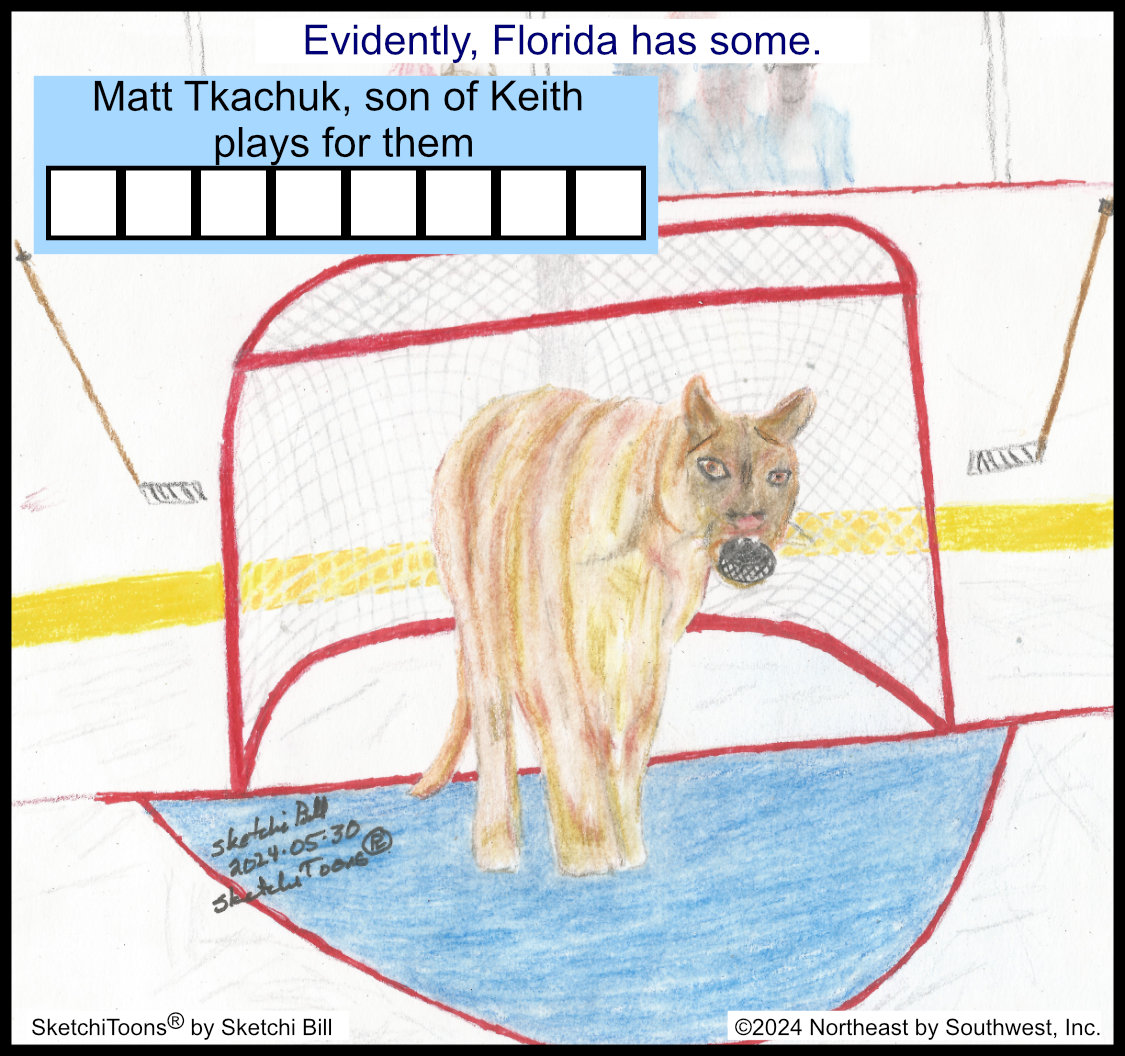 Evidently, Florida has some.
Matt Tkachuk, son of Keith
plays for them
sketchi Bill
2024.05.30
sketchiToons®
SketchiToons® by Sketchi Bill
©2024 Northeast by Southwest, Inc.